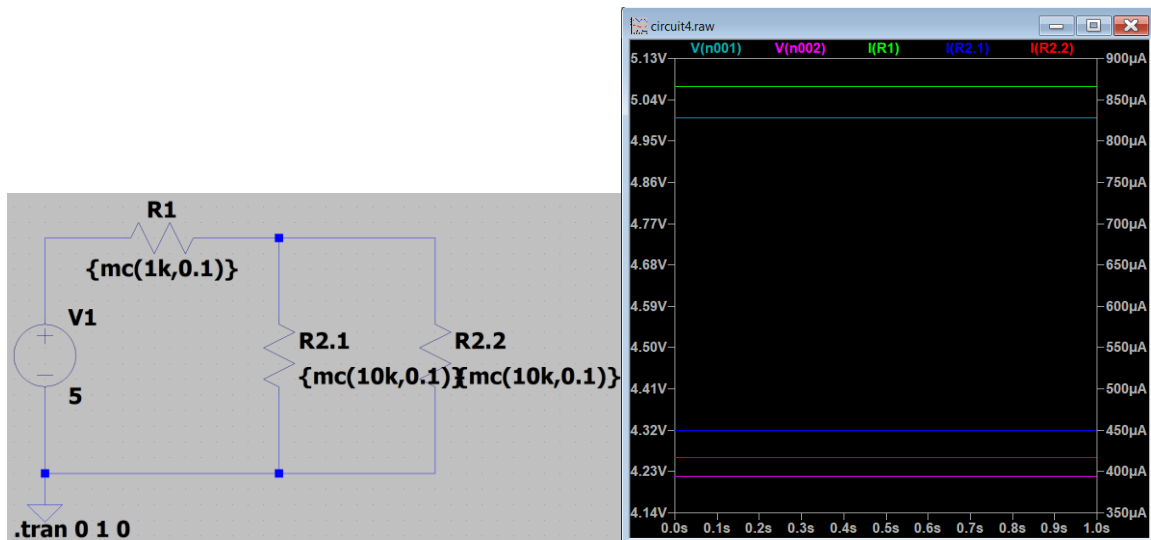 circuit4.raw
V(n001) V(n002) I(R1) I(R2.1) I(R2.2)
5.13V 900µA
5.04V 850µA
4.95V 800µA
4.86V 750µA
4.77V 700µA
4.68V 650µA
4.59V 600µA
4.50V 550µA
4.41V 500µA
4.32V 450µA
4.23V 400µA
4.14V 350µA
0.0s 0.1s 0.2s 0.3s 0.4s 0.5s 0.6s 0.7s 0.8s 0.9s 1.0s
R1
{mc(1k,0.1)}
V1
5
R2.1
{mc(10k,0.1)}
R2.2
{mc(10k,0.1)}
.tran 0 1 0